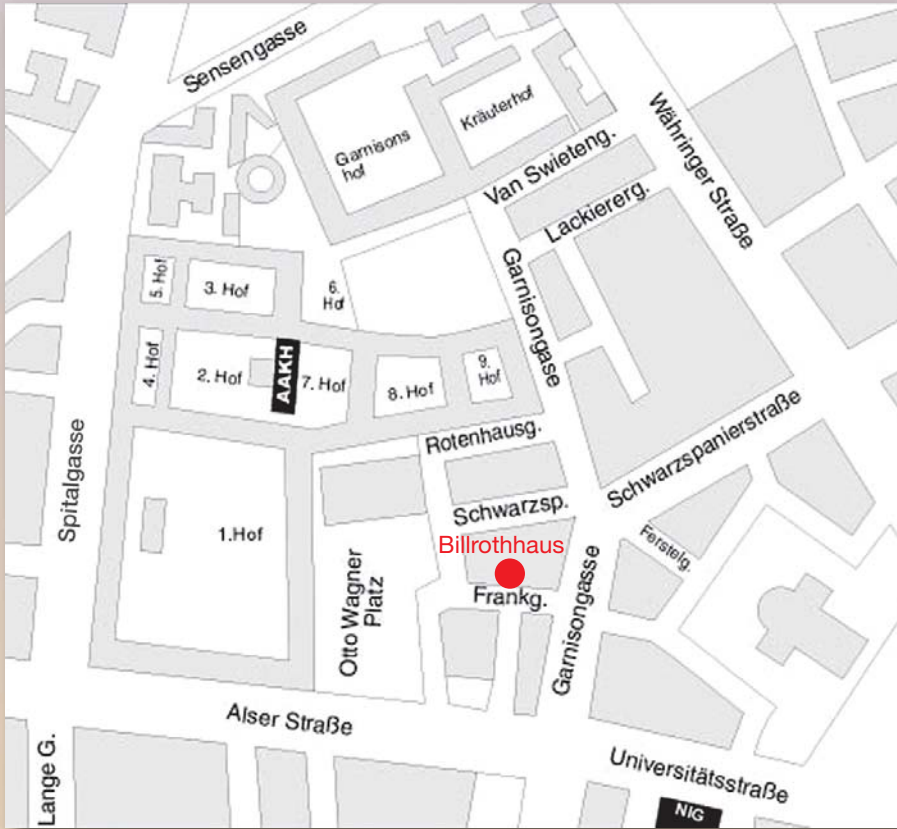 Sensengasse
Garnisons
hof
Kräuterhof
Währinger Straße
Van Swieteng.
Lackiererg.
Garnisongase
5. Hof
3. Hof
6.
Hof
4. Hof
2. Hof
AAKH
7. Hof
8. Hof
9.
Hof
Rotenhausg.
Schwarzspanierstraße
Spitalgasse
1.Hof
Schwarzsp.
Billrothhaus
Frankg.
Ferstelg.
Garnisongasse
Otto Wagner
Platz
Alser Straße
Universitätsstraße
Lange G.
NIG